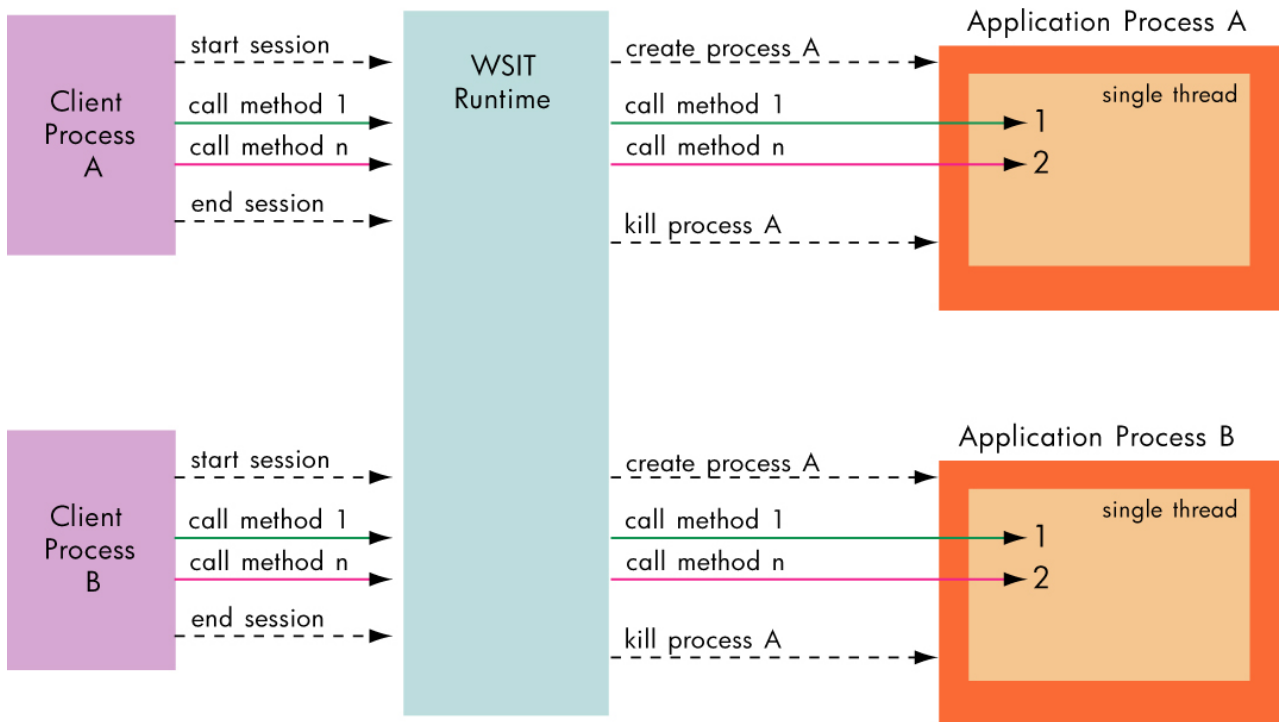 Application Process A
start session
create process A
WSIT
Runtime
single thread
Client
Process
A
call method 1
call method 1
1
call method n
call method n
2
end session
kill process A
Application Process B
start session
create process A
single thread
Client
Process
B
call method 1
call method 1
1
call method n
call method n
2
end session
kill process A